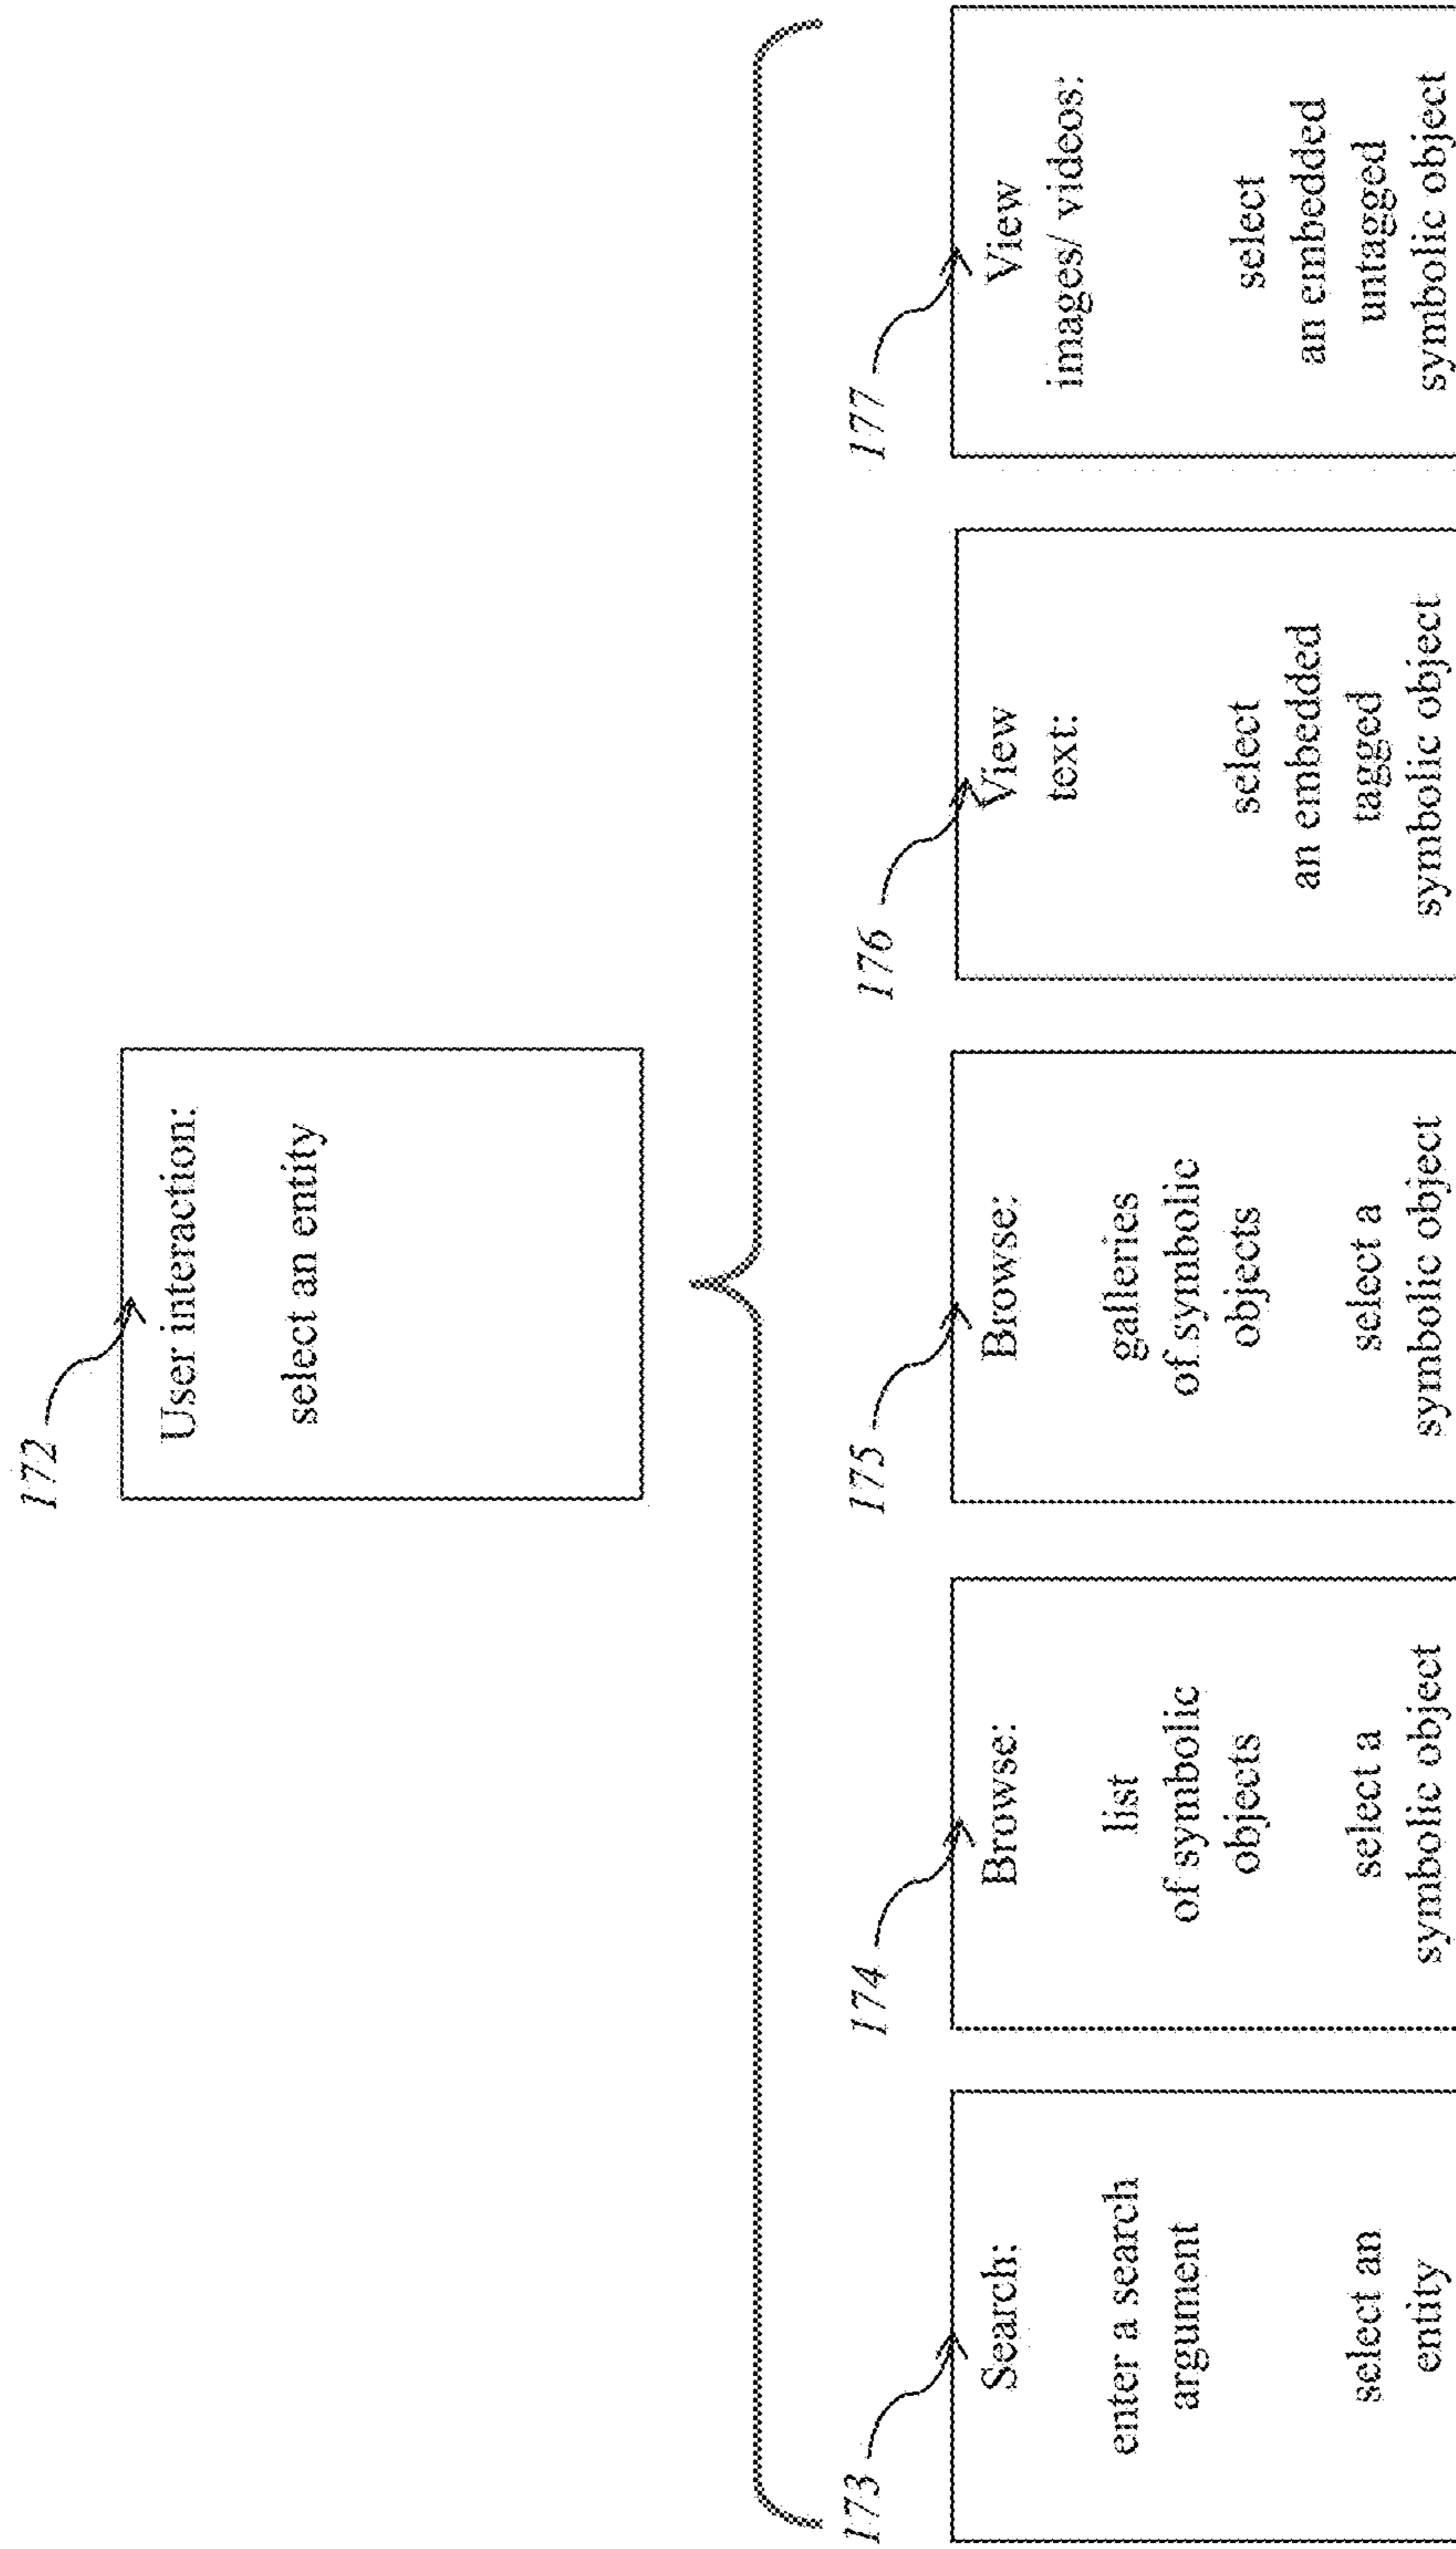 172
User interaction:
select an entity
173
Search:
enter a search
argument
select an
entity
174
Browse:
list
of symbolic
objects
select a
symbolic object
175
Browse:
galleries
of symbolic
objects
select a
symbolic object
176
View
text:
select
an embedded
tagged
symbolic object
177
View
images/ videos:
select
an embedded
untagged
symbolic object